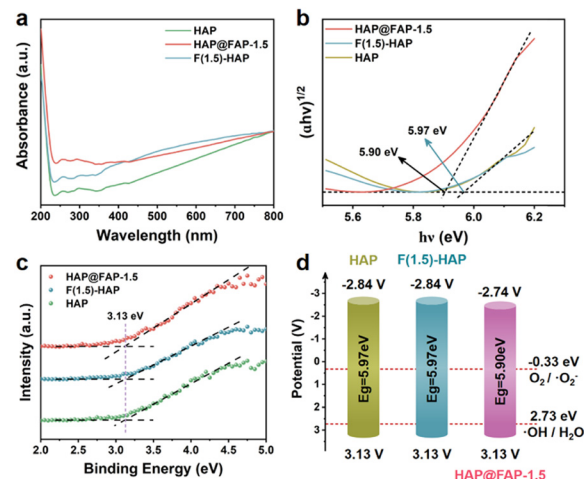 a
HAP
HAP@FAP-1.5
F(1.5)-HAP
Absorbance (a.u.)
200 300 400 500 600 700 800
Wavelength (nm)
b
HAP@FAP-1.5
F(1.5)-HAP
HAP
(αhν)1/2
5.97 eV
5.90 eV
5.6 5.8 6.0 6.2
hν (eV)
c
HAP@FAP-1.5
F(1.5)-HAP
HAP
3.13 eV
Intensity (a.u.)
2.0 2.5 3.0 3.5 4.0 4.5 5.0
Binding Energy (eV)
d
HAP F(1.5)-HAP
-2.84 V -2.84 V -2.74 V
Potential (V)
-3
-2
-1
0
1
2
3
Eg=5.97eV
Eg=5.97eV
Eg=5.90eV
-0.33 eV
O2 / ·O2-
2.73 eV
·OH / H2O
3.13 V 3.13 V 3.13 V
HAP@FAP-1.5